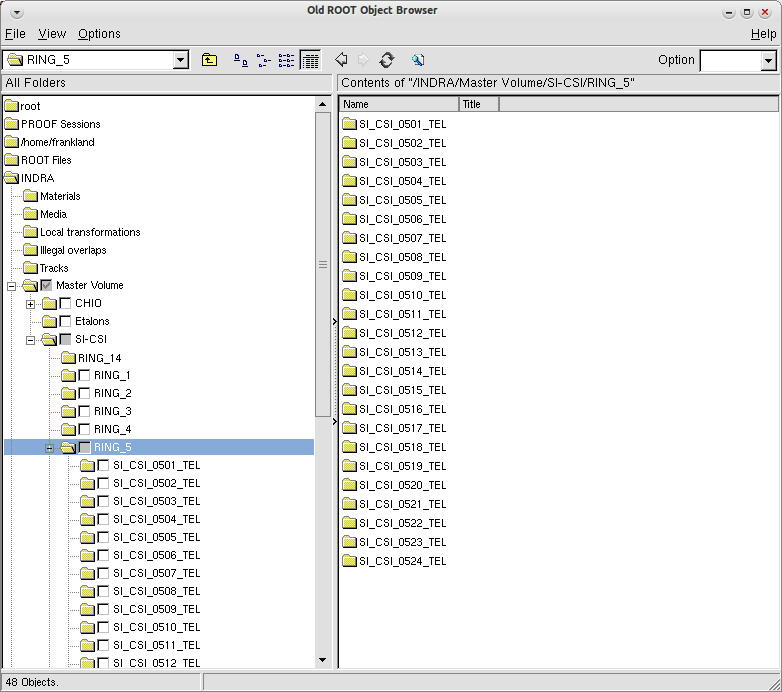 Old ROOT Object Browser
File View Options Help
RING_5 Option
All Folders
Contents of "/INDRA/Master Volume/SI-CSI/RING_5"
root
PROOF Sessions
/home/frankland
ROOT Files
INDRA
Materials
Media
Local transformations
Illegal overlaps
Tracks
Master Volume
CHIO
Etalons
SI-CSI
RING_14
RING_1
RING_2
RING_3
RING_4
RING_5
SI_CSI_0501_TEL
SI_CSI_0502_TEL
SI_CSI_0503_TEL
SI_CSI_0504_TEL
SI_CSI_0505_TEL
SI_CSI_0506_TEL
SI_CSI_0507_TEL
SI_CSI_0508_TEL
SI_CSI_0509_TEL
SI_CSI_0510_TEL
SI_CSI_0511_TEL
SI_CSI_0512_TEL
Name Title
SI_CSI_0501_TEL
SI_CSI_0502_TEL
SI_CSI_0503_TEL
SI_CSI_0504_TEL
SI_CSI_0505_TEL
SI_CSI_0506_TEL
SI_CSI_0507_TEL
SI_CSI_0508_TEL
SI_CSI_0509_TEL
SI_CSI_0510_TEL
SI_CSI_0511_TEL
SI_CSI_0512_TEL
SI_CSI_0513_TEL
SI_CSI_0514_TEL
SI_CSI_0515_TEL
SI_CSI_0516_TEL
SI_CSI_0517_TEL
SI_CSI_0518_TEL
SI_CSI_0519_TEL
SI_CSI_0520_TEL
SI_CSI_0521_TEL
SI_CSI_0522_TEL
SI_CSI_0523_TEL
SI_CSI_0524_TEL
48 Objects.